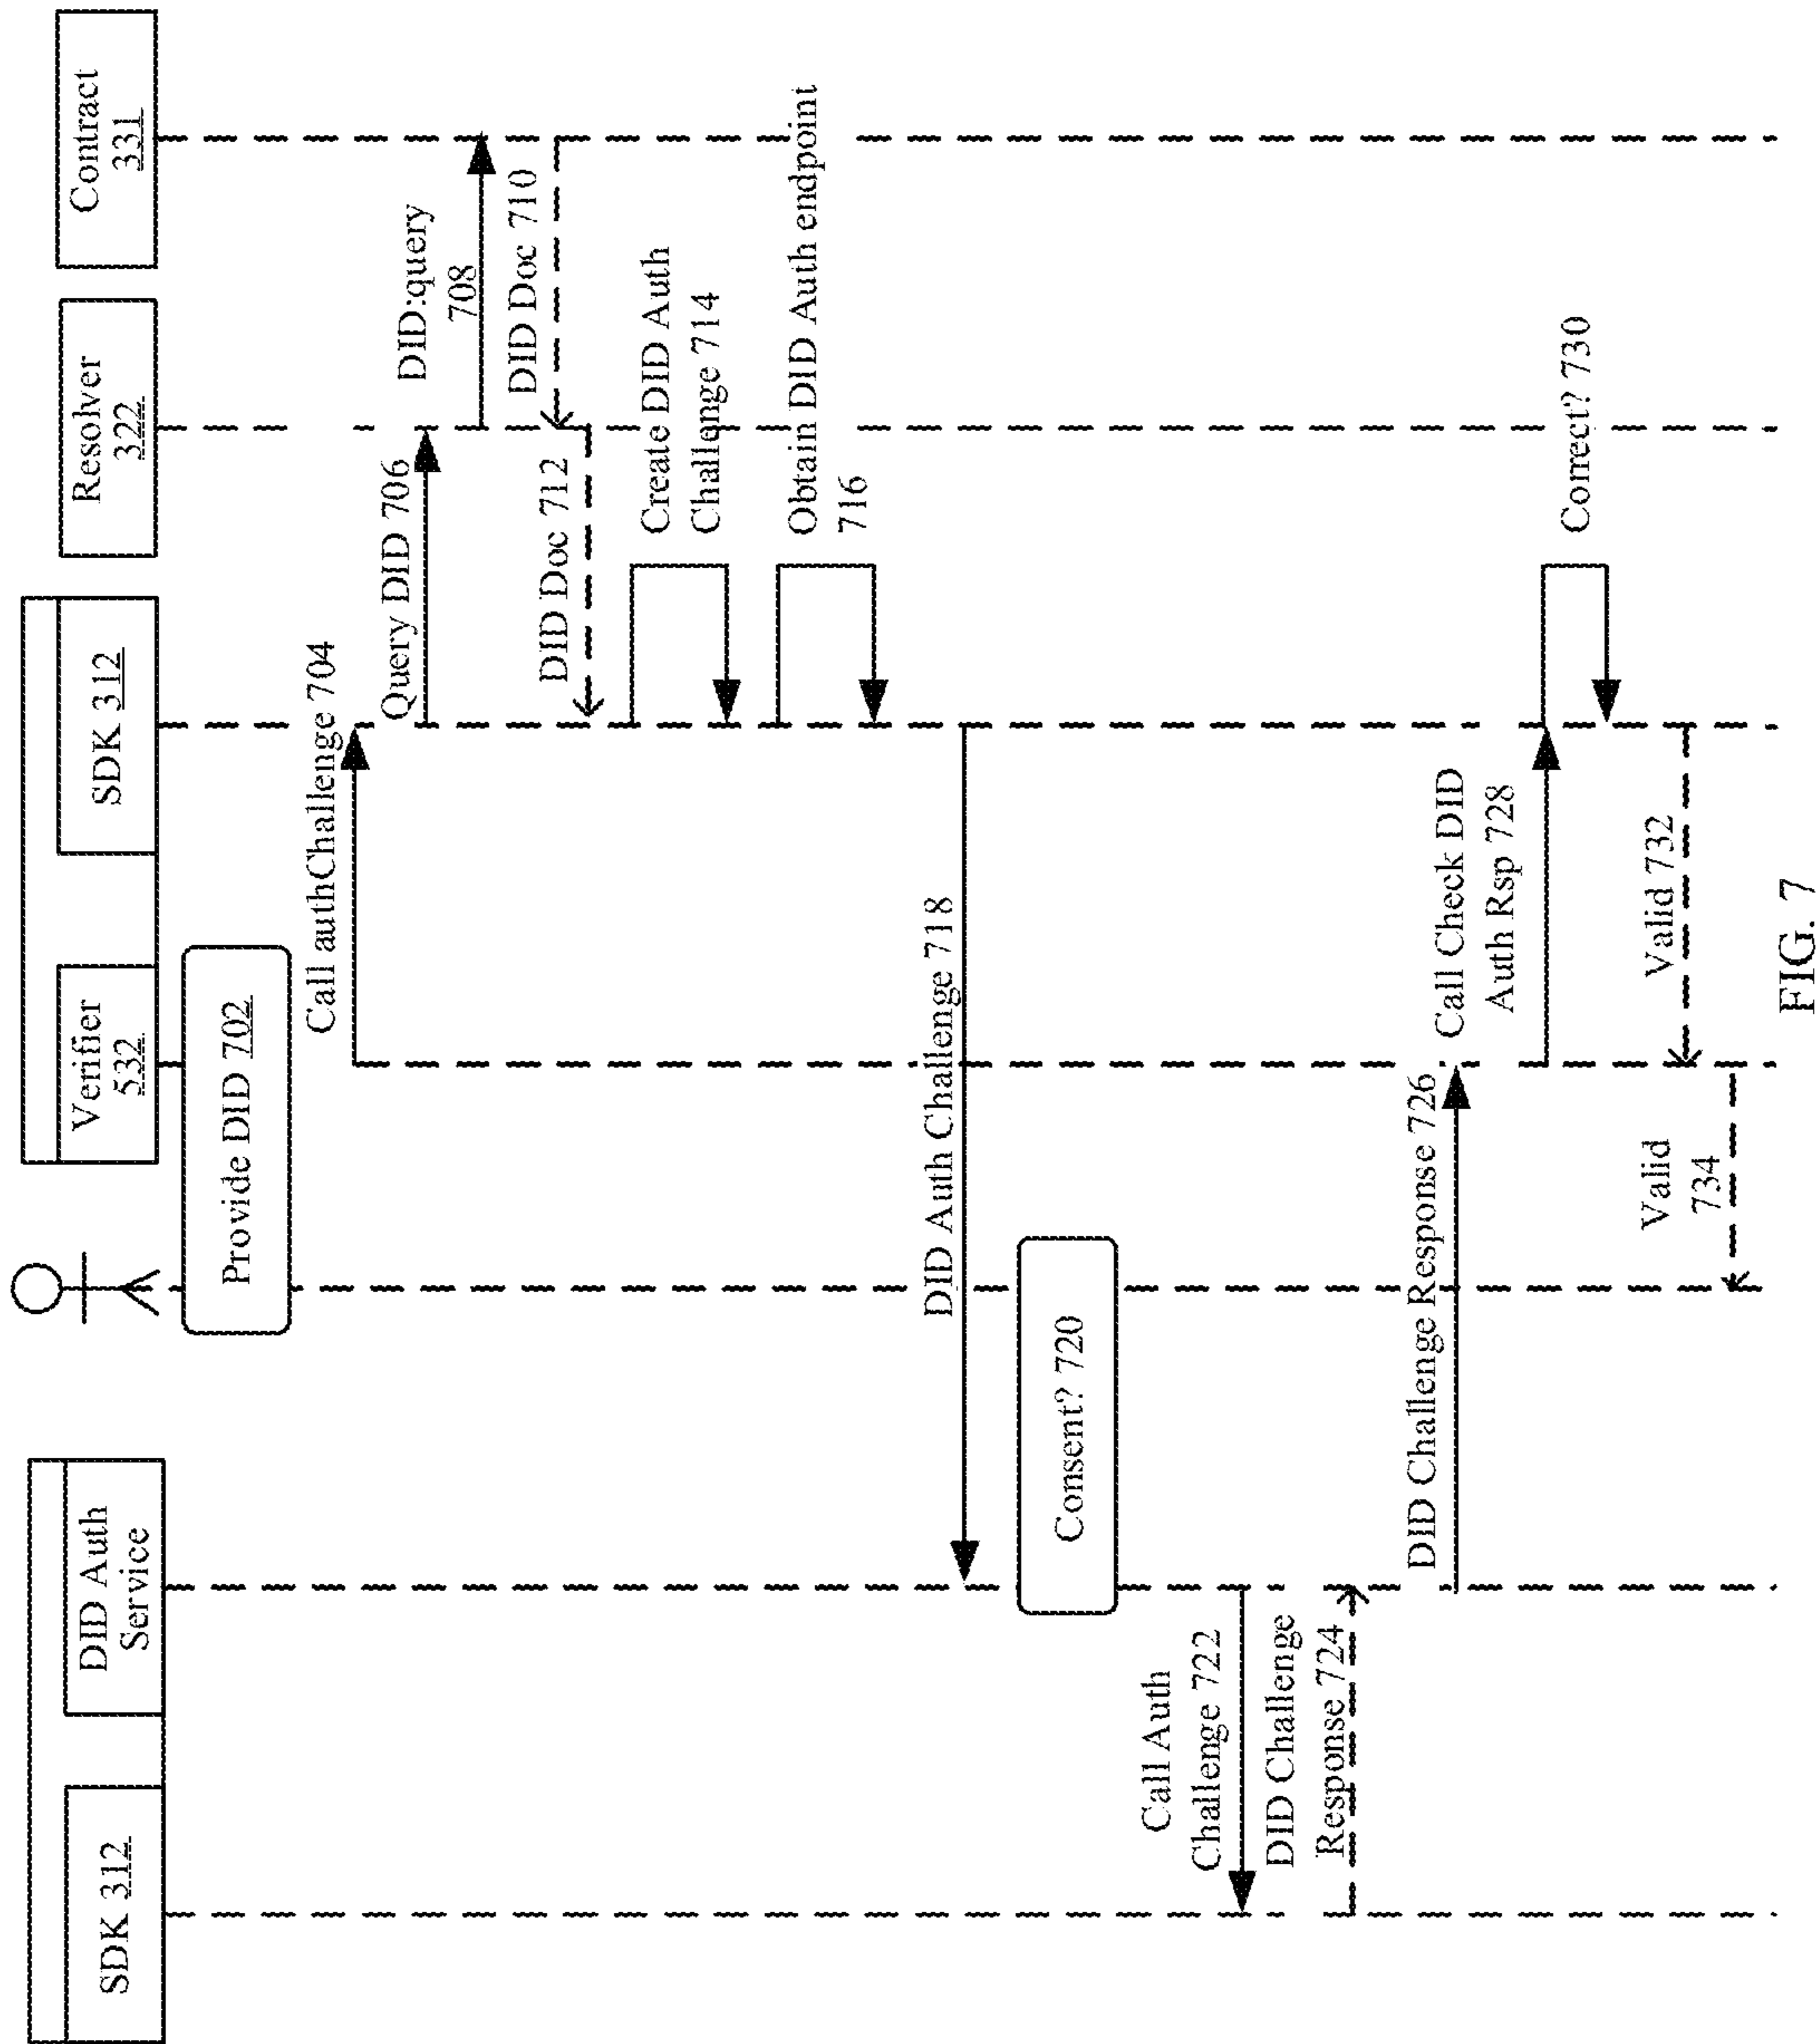 SDK 312
DID Auth
Service
Verifier
532
SDK 312
Resolver
322
Contract
331
Provide DID 702
Call authChallenge 704
Query DID 706
DID:query
708
DID Doc 710
DID Doc 712
Create DID Auth
Challenge 714
Obtain DID Auth endpoint
716
DID Auth Challenge 718
Consent? 720
Call Auth
Challenge 722
DID Challenge
Response 724
DID Challenge Response 726
Call Check DID
Auth Rsp 728
Correct? 730
Valid 732
Valid
734
FIG. 7